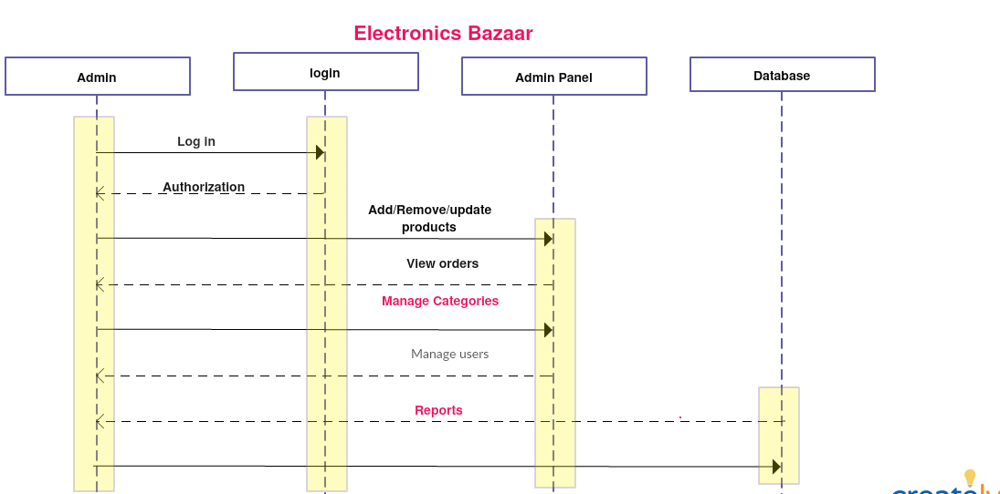 Electronics Bazaar
Admin
login
Admin Panel
Database
Log in
Authorization
Add/Remove/update
products
View orders
Manage Categories
Manage users
Reports